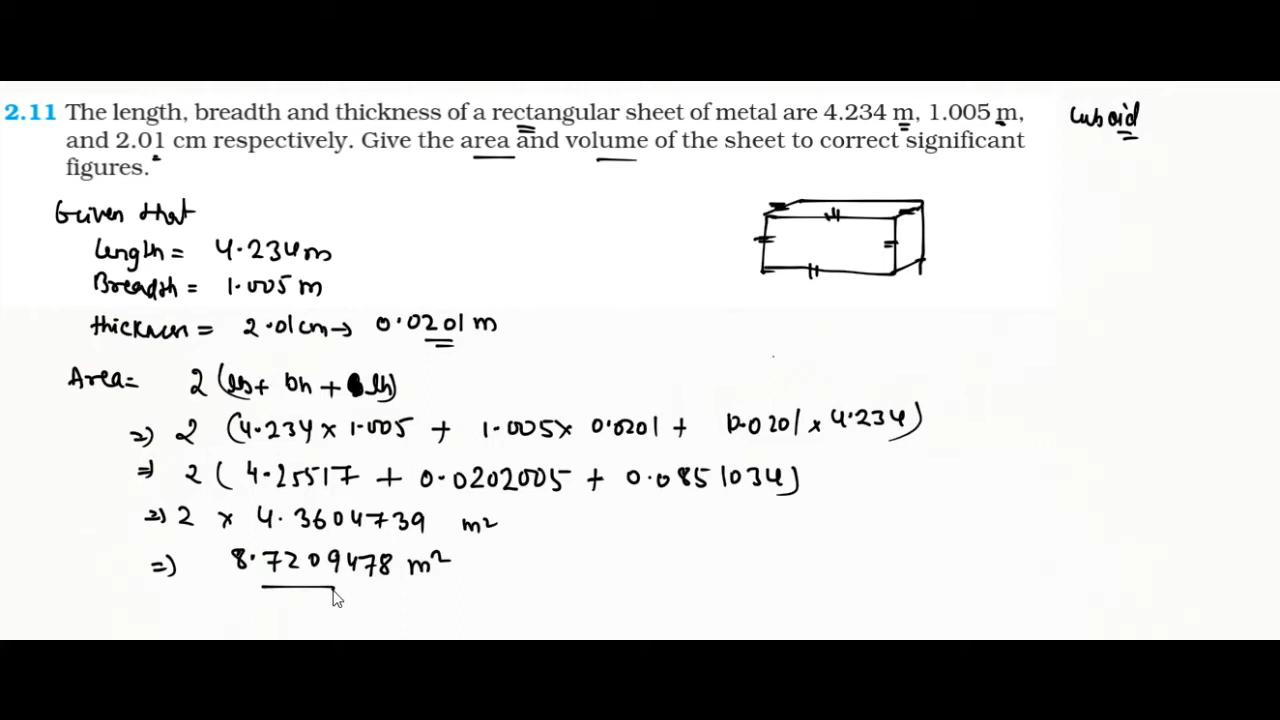 2.11 The length, breadth and thickness of a rectangular sheet of metal are 4.234 m, 1.005 m,
and 2.01 cm respectively. Give the area and volume of the sheet to correct significant
figures.
cuboid
Given that
length = 4.234m
Breadth = 1.005 m
thickness = 2.01cm → 0.0201 m
Area = 2 (lb + bh + lh)
⇒ 2 (4.234 x 1.005 + 1.005 x 0.0201 + 0.0201 x 4.234)
⇒ 2 ( 4.25517 + 0.0202005 + 0.0851034)
⇒ 2 x 4.3604739 m²
⇒ 8.7209478 m²